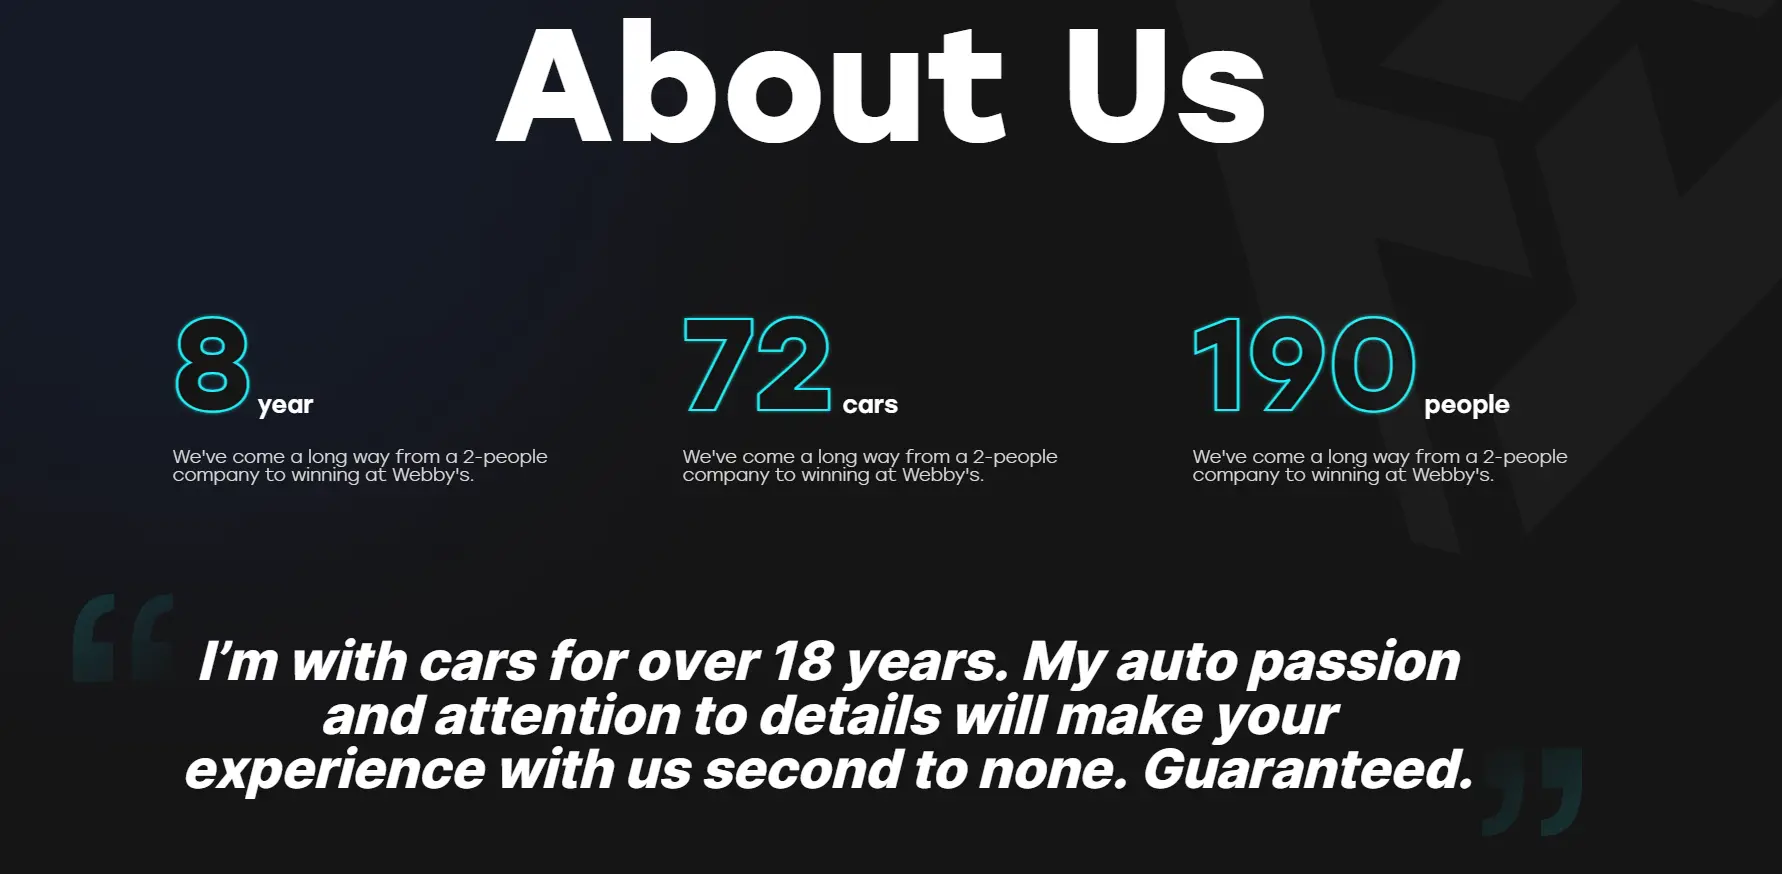 About Us
8 year
We've come a long way from a 2-people
company to winning at Webby's.
72 cars
We've come a long way from a 2-people
company to winning at Webby's.
190 people
We've come a long way from a 2-people
company to winning at Webby's.
“
I’m with cars for over 18 years. My auto passion
and attention to details will make your
experience with us second to none. Guaranteed.
”